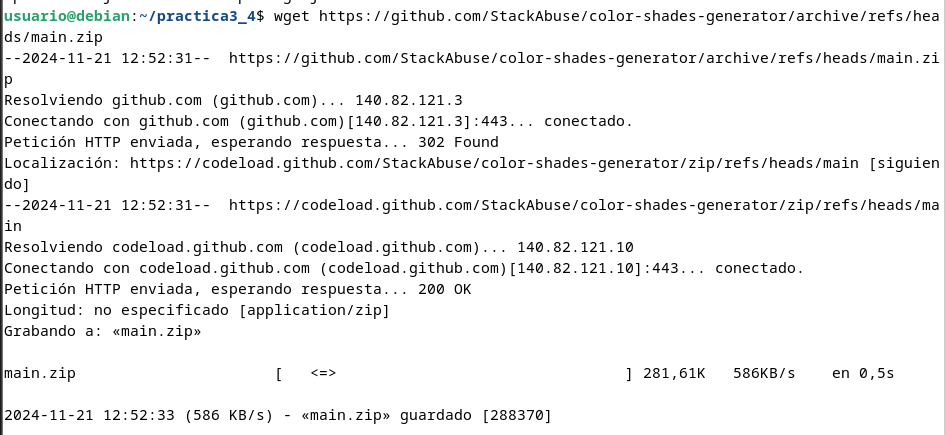 usuario@debian:~/practica3_4$ wget https://github.com/StackAbuse/color-shades-generator/archive/refs/hea
ds/main.zip
--2024-11-21 12:52:31--  https://github.com/StackAbuse/color-shades-generator/archive/refs/heads/main.zi
p
Resolviendo github.com (github.com)... 140.82.121.3
Conectando con github.com (github.com)[140.82.121.3]:443... conectado.
Petición HTTP enviada, esperando respuesta... 302 Found
Localización: https://codeload.github.com/StackAbuse/color-shades-generator/zip/refs/heads/main [siguien
do]
--2024-11-21 12:52:31--  https://codeload.github.com/StackAbuse/color-shades-generator/zip/refs/heads/ma
in
Resolviendo codeload.github.com (codeload.github.com)... 140.82.121.10
Conectando con codeload.github.com (codeload.github.com)[140.82.121.10]:443... conectado.
Petición HTTP enviada, esperando respuesta... 200 OK
Longitud: no especificado [application/zip]
Grabando a: «main.zip»
main.zip                      [   <=>                                ] 281,61K   586KB/s    en 0,5s
2024-11-21 12:52:33 (586 KB/s) - «main.zip» guardado [288370]